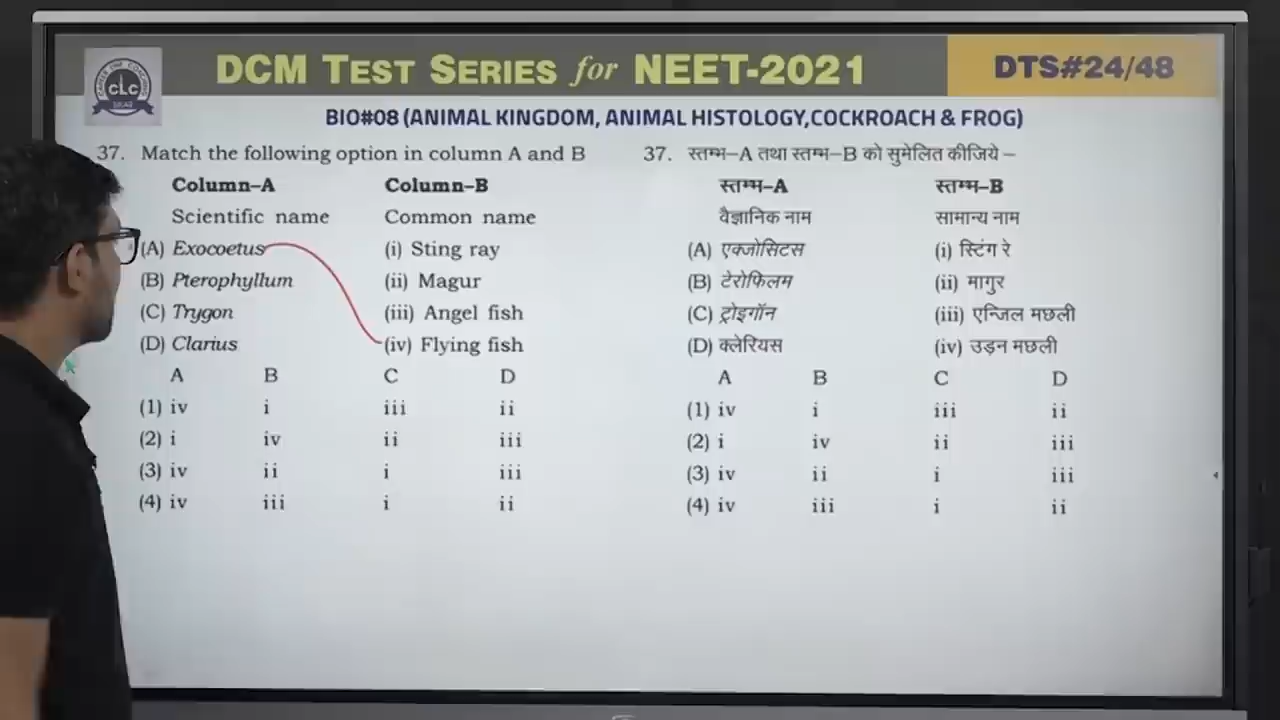 DCM TEST SERIES for NEET-2021
DTS#24/48
CLC
SIKAR
BIO#08 (ANIMAL KINGDOM, ANIMAL HISTOLOGY,COCKROACH & FROG)
37. Match the following option in column A and B
Column–A Column–B
Scientific name Common name
(A) Exocoetus (i) Sting ray
(B) Pterophyllum (ii) Magur
(C) Trygon (iii) Angel fish
(D) Clarius (iv) Flying fish
A B C D
(1) iv i iii ii
(2) i iv ii iii
(3) iv ii i iii
(4) iv iii i ii
37. स्तम्भ–A तथा स्तम्भ–B को सुमेलित कीजिये –
स्तम्भ–A स्तम्भ–B
वैज्ञानिक नाम सामान्य नाम
(A) एक्जोसिटस (i) स्टिंग रे
(B) टेरोफिलम (ii) मागुर
(C) ट्रोइगॉन (iii) एन्जिल मछली
(D) क्लेरियस (iv) उड़न मछली
A B C D
(1) iv i iii ii
(2) i iv ii iii
(3) iv ii i iii
(4) iv iii i ii